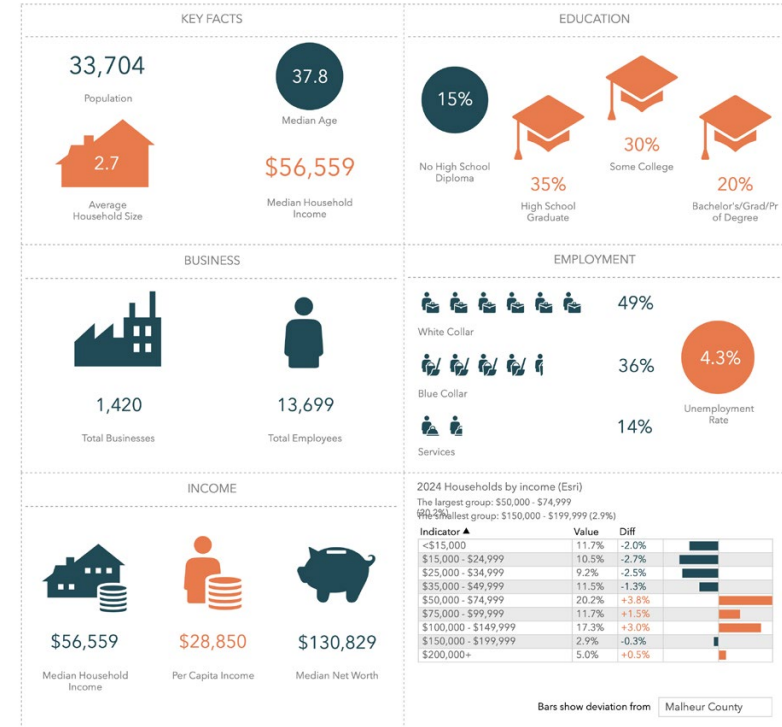 KEY FACTS
33,704
Population
37.8
Median Age
2.7
Average
Household Size
$56,559
Median Household
Income
EDUCATION
15%
No High School
Diploma
35%
High School
Graduate
30%
Some College
20%
Bachelor's/Grad/Pr
of Degree
BUSINESS
1,420
Total Businesses
13,699
Total Employees
EMPLOYMENT
49%
White Collar
36%
Blue Collar
14%
Services
4.3%
Unemployment
Rate
INCOME
$56,559
Median Household
Income
$28,850
Per Capita Income
$130,829
Median Net Worth
2024 Households by income (Esri)
The largest group: $50,000 - $74,999
(20.2%)
The smallest group: $150,000 - $199,999 (2.9%)
Indicator ▲ Value Diff
<$15,000 11.7% -2.0%
$15,000 - $24,999 10.5% -2.7%
$25,000 - $34,999 9.2% -2.5%
$35,000 - $49,999 11.5% -1.3%
$50,000 - $74,999 20.2% +3.8%
$75,000 - $99,999 11.7% +1.5%
$100,000 - $149,999 17.3% +3.0%
$150,000 - $199,999 2.9% -0.3%
$200,000+ 5.0% +0.5%
Bars show deviation from Malheur County